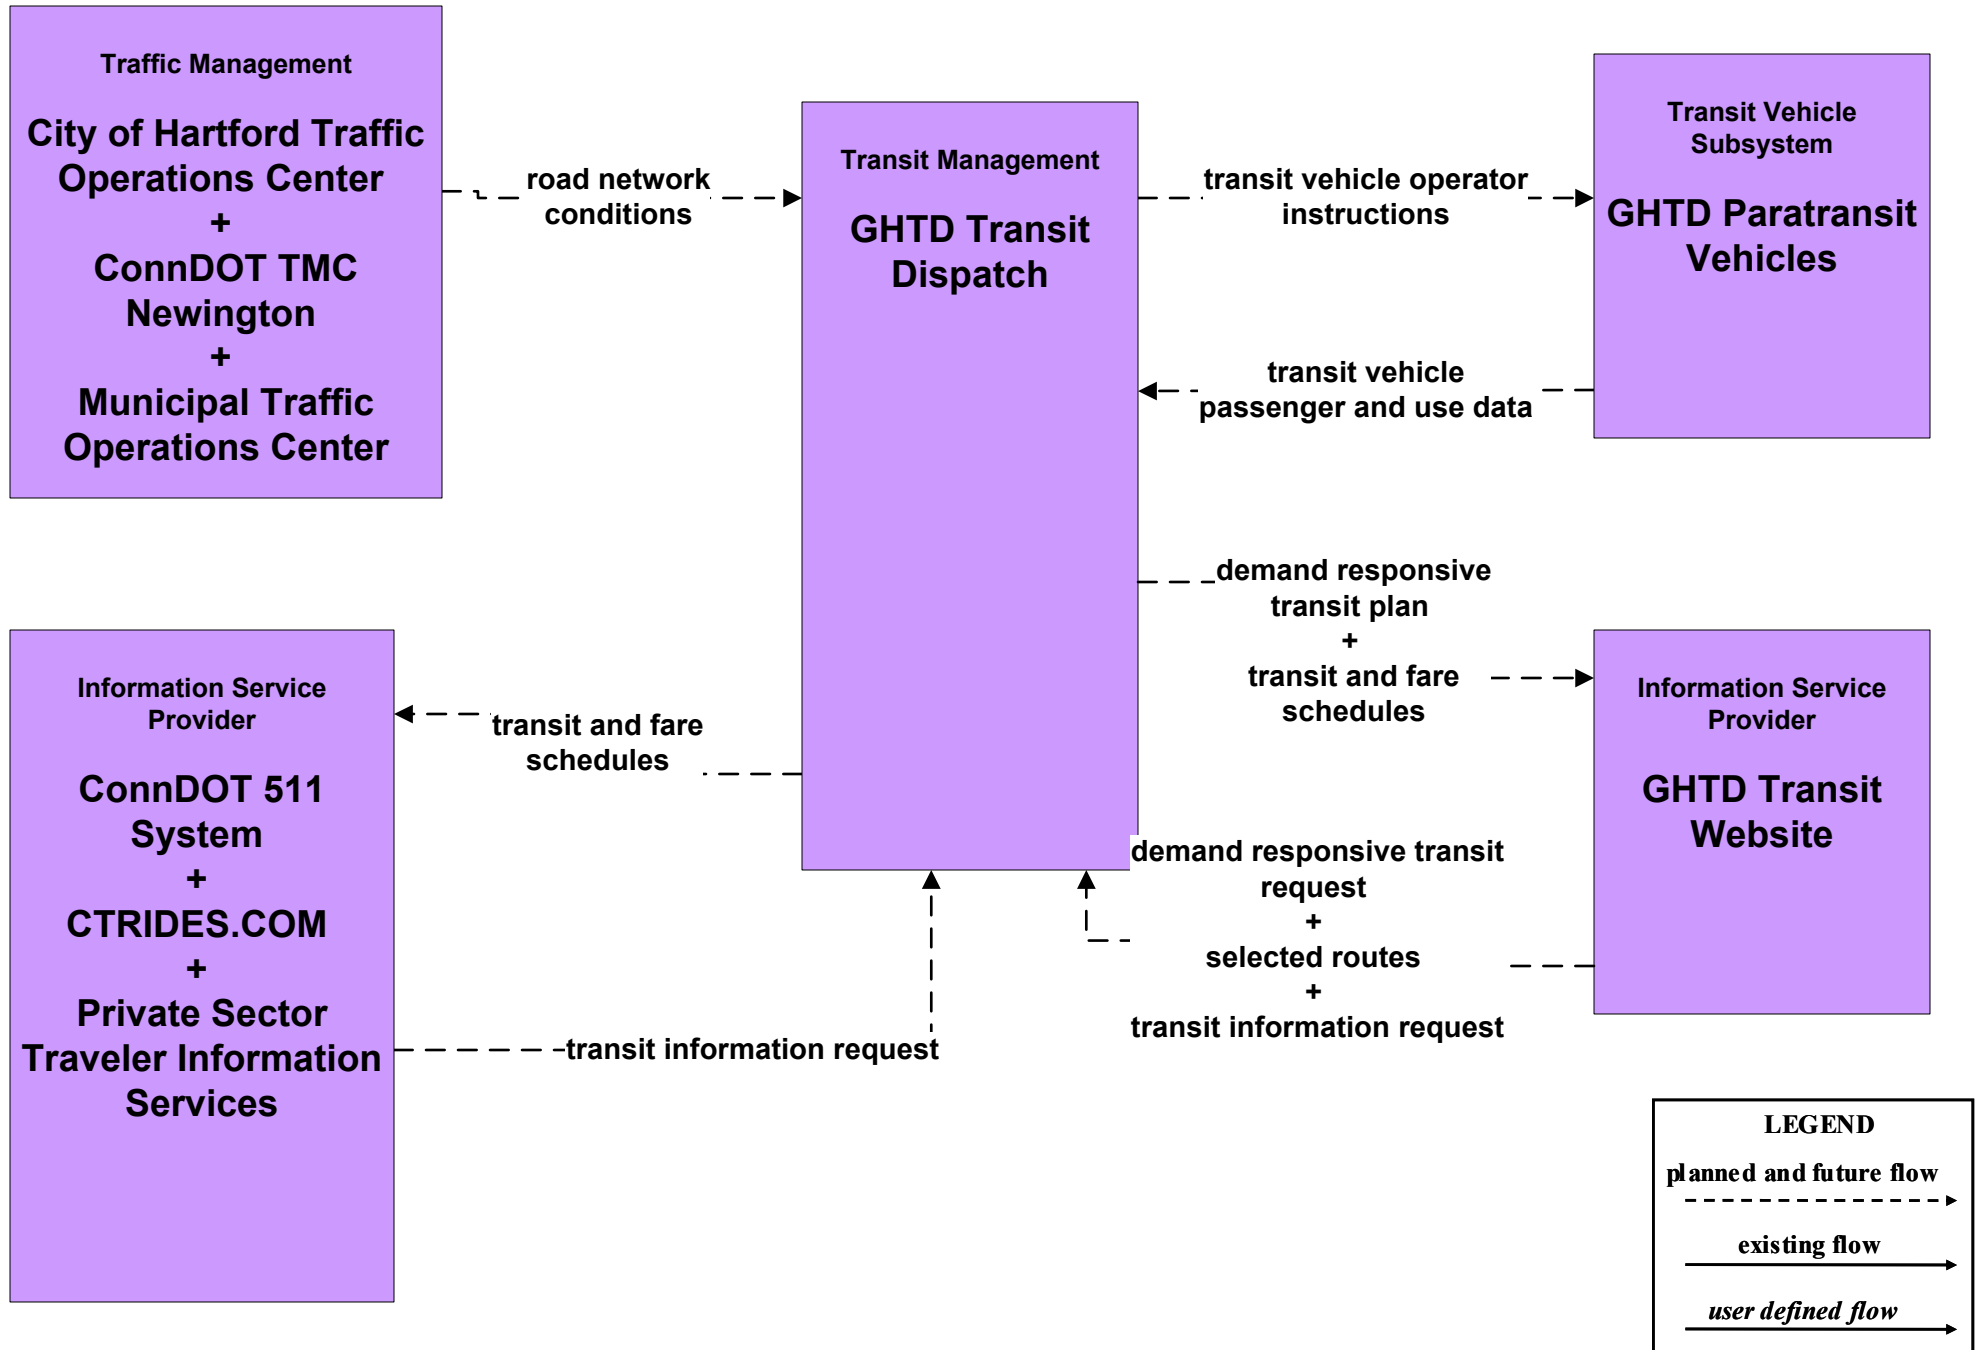 Traffic Management
City of Hartford Traffic
Operations Center
+
ConnDOT TMC
Newington
+
Municipal Traffic
Operations Center
road network
conditions
Transit Management
GHTD Transit
Dispatch
transit vehicle operator
instructions
Transit Vehicle
Subsystem
GHTD Paratransit
Vehicles
transit vehicle
passenger and use data
demand responsive
transit plan
+
transit and fare
schedules
Information Service
Provider
GHTD Transit
Website
Information Service
Provider
ConnDOT 511
System
+
CTRIDES.COM
+
Private Sector
Traveler Information
Services
transit and fare
schedules
transit information request
demand responsive transit
request
+
selected routes
+
transit information request
LEGEND
planned and future flow
existing flow
user defined flow